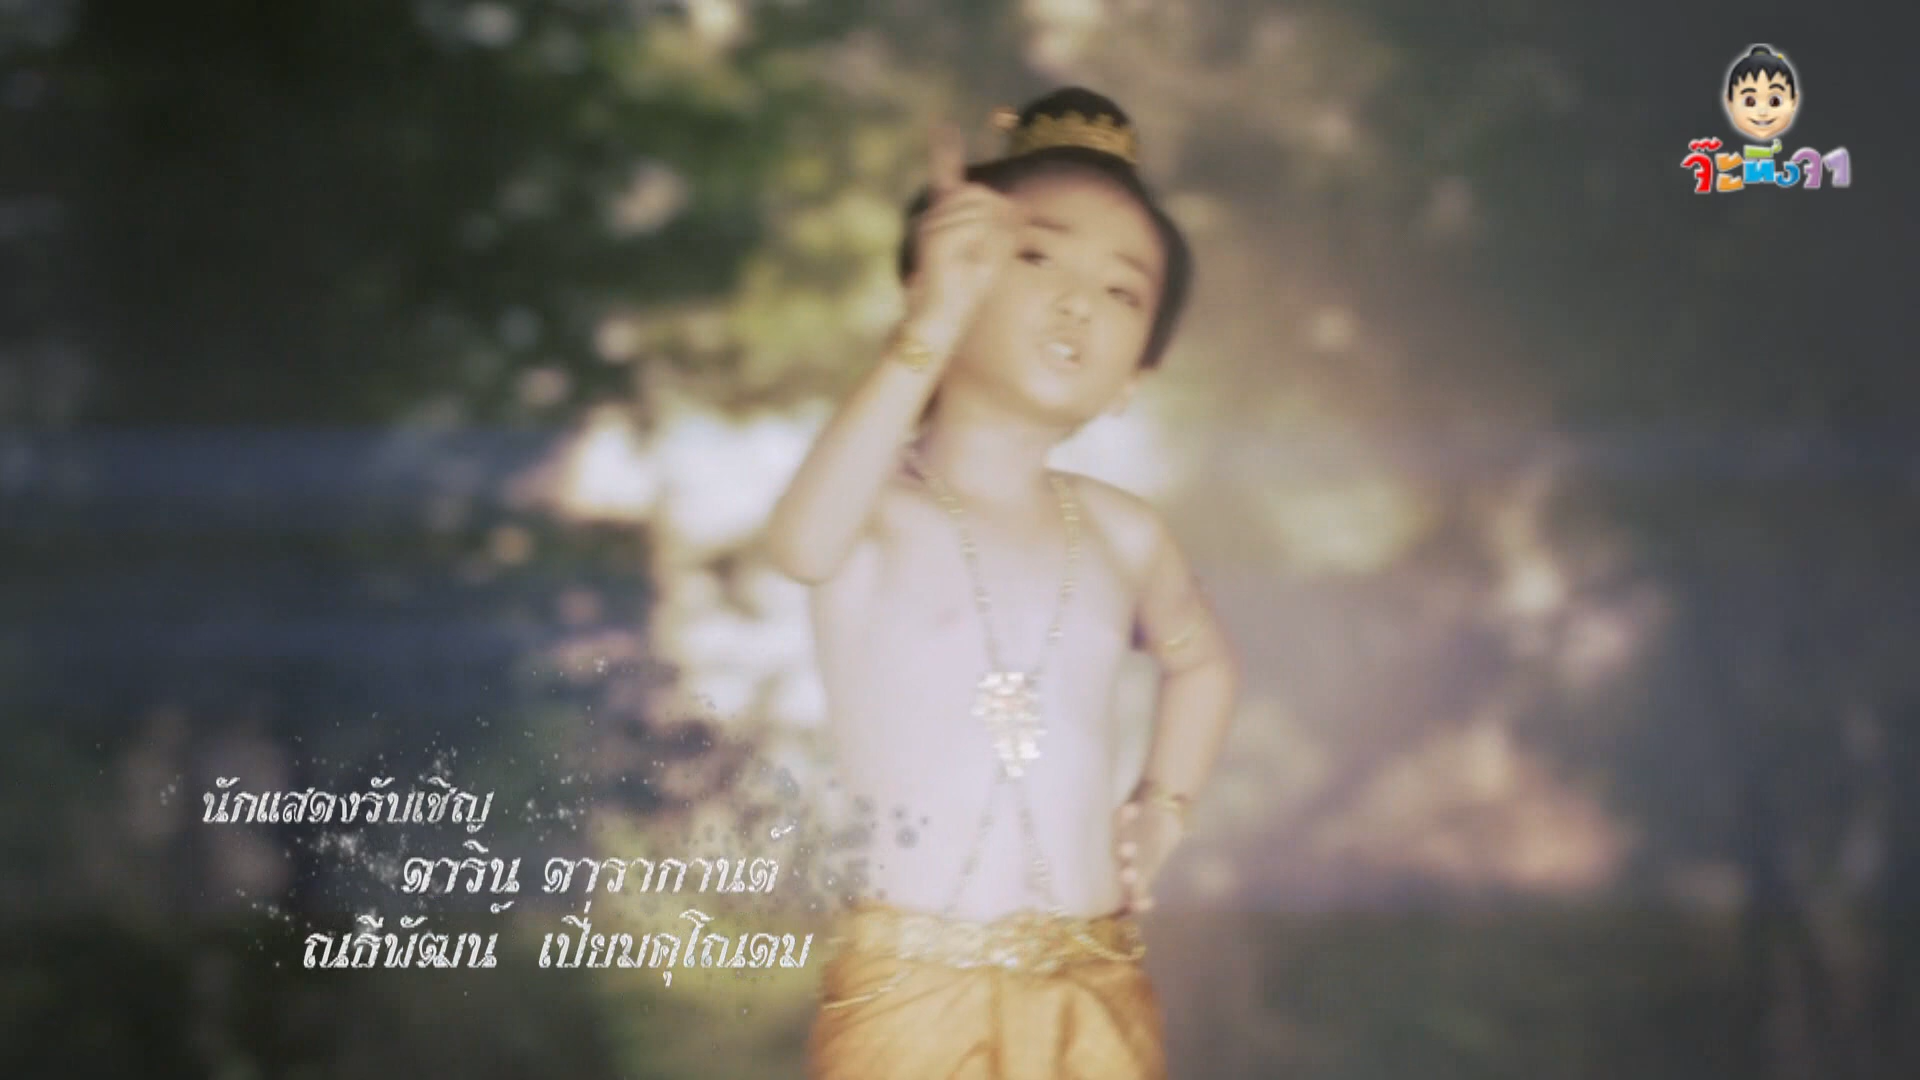 จ๊ะทิงจา
นักแสดงรับเชิญ
ดาริน ดารากานต์
ณธีพัฒน์ เปี่ยมคุโณดม